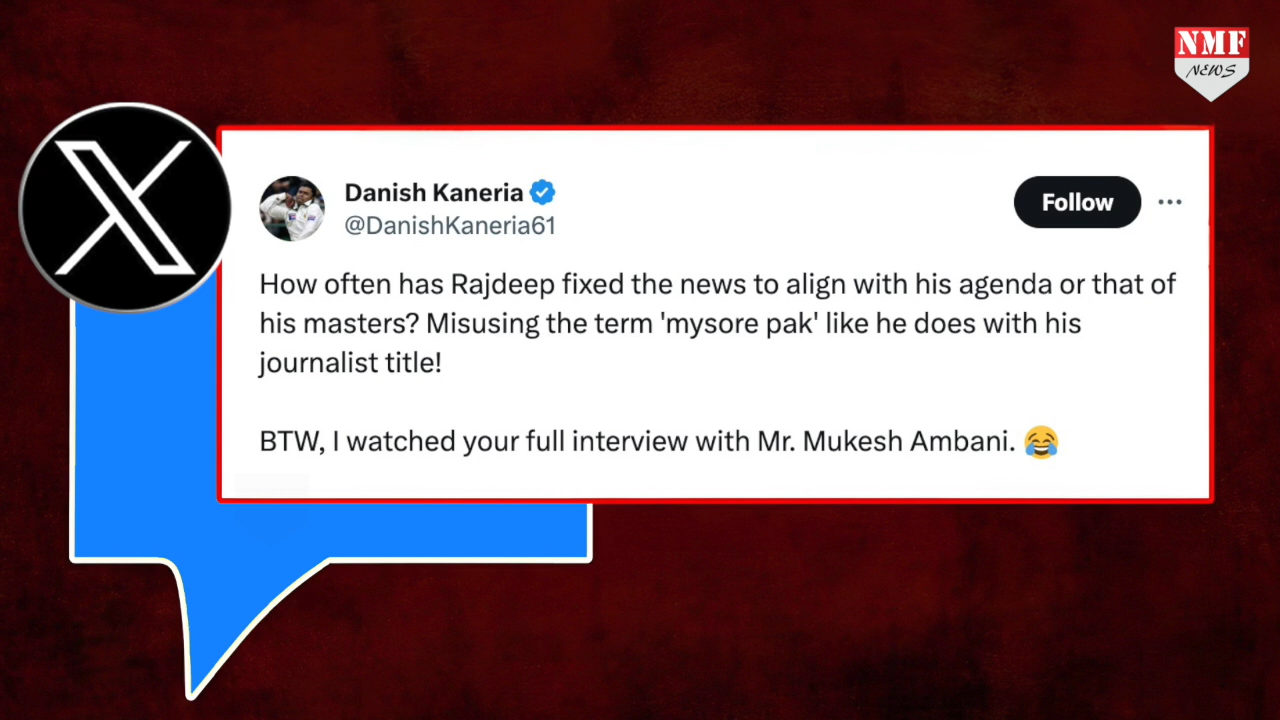 NMF
NEWS
Danish Kaneria
@DanishKaneria61
Follow
How often has Rajdeep fixed the news to align with his agenda or that of
his masters? Misusing the term 'mysore pak' like he does with his
journalist title!
BTW, I watched your full interview with Mr. Mukesh Ambani. 😂